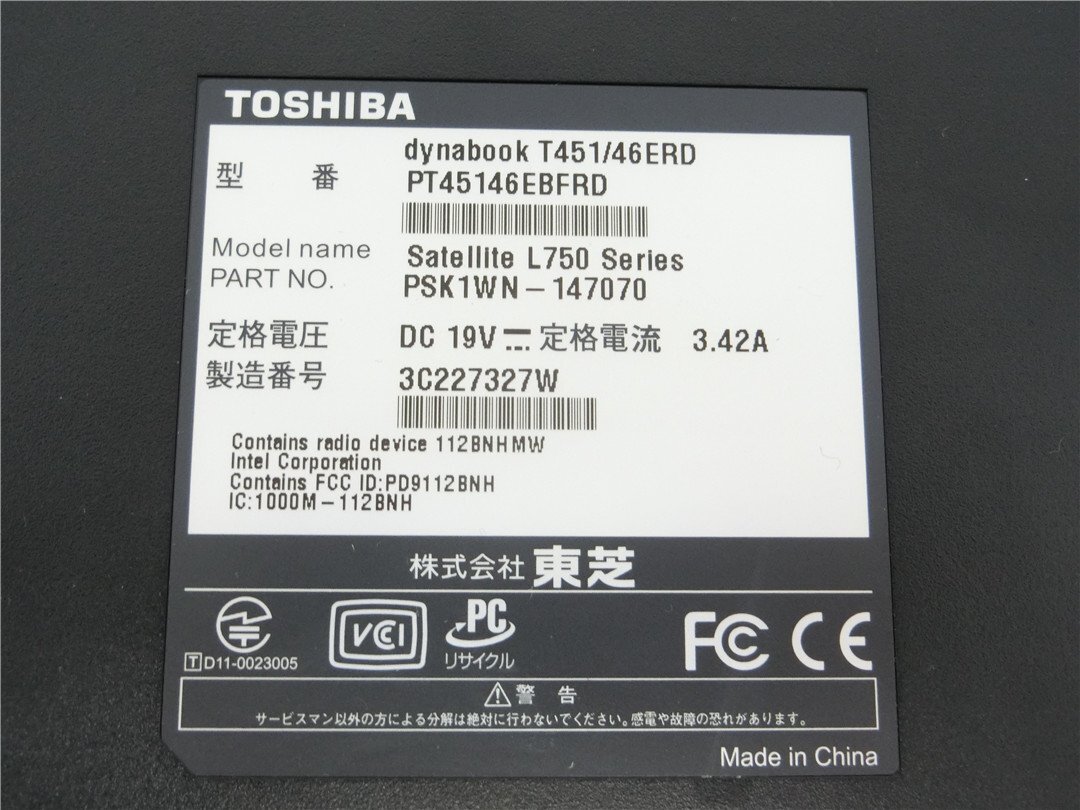 TOSHIBA
型 番 dynabook T451/46ERD
PT45146EBFRD
Model name Satellite L750 Series
PART NO. PSK1WN－147070
定格電圧 DC 19V 定格電流 3.42A
製造番号 3C227327W
Contains radio device 112BNHMW
Intel Corporation
Contains FCC ID:PD9112BNH
IC:1000M－112BNH
株式会社 東芝
VCCI PC FCC CE
リサイクル
T D11-0023005
⚠警 告
サービスマン以外の方による分解は絶対に行わないでください。感電や故障の恐れがあります。
Made in China